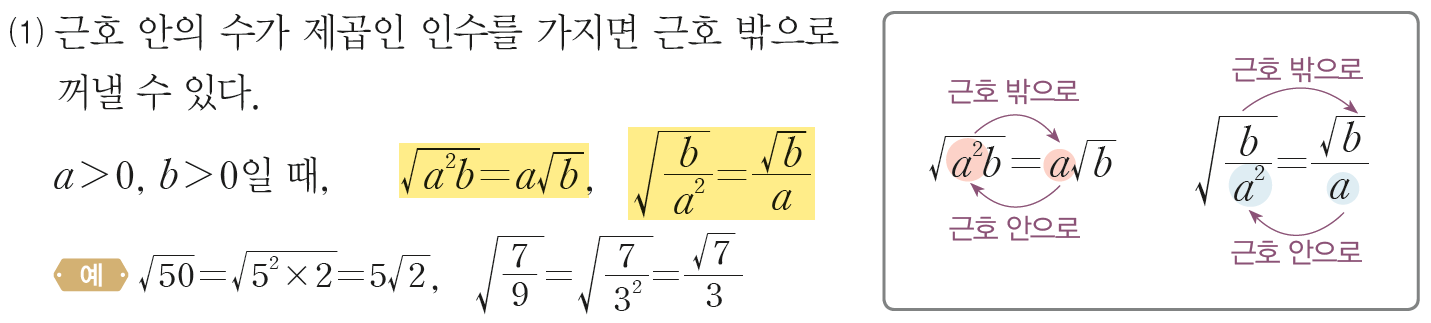 (1) 근호 안의 수가 제곱인 인수를 가지면 근호 밖으로
꺼낼 수 있다.
a>0, b>0일 때, √(a²b)=a√b, √(b/a²)=√b/a
예 √50=√(5²×2)=5√2, √(7/9)=√(7/3²)=√7/3
근호 밖으로
√(a²b)=a√b
근호 안으로
근호 밖으로
√(b/a²)=√b/a
근호 안으로